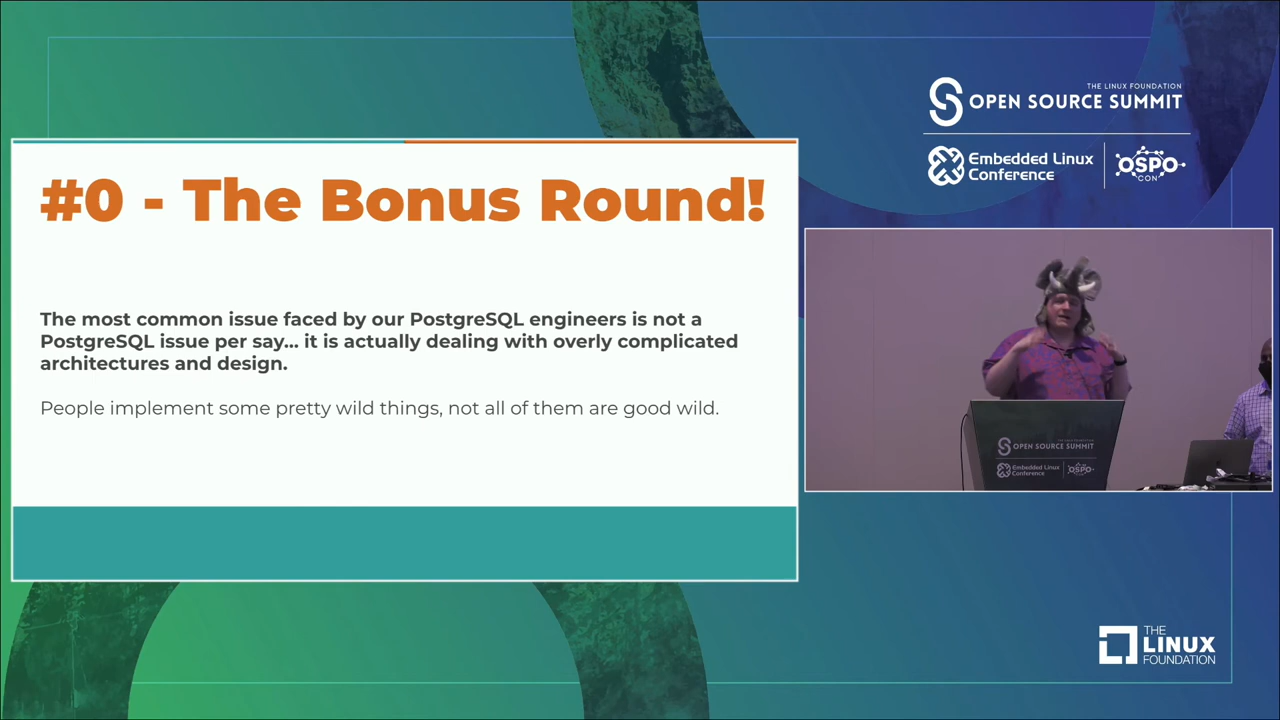 #0 - The Bonus Round!
The most common issue faced by our PostgreSQL engineers is not a
PostgreSQL issue per say... it is actually dealing with overly complicated
architectures and design.
People implement some pretty wild things, not all of them are good wild.
THE LINUX FOUNDATION
OPEN SOURCE SUMMIT
Embedded Linux
Conference
OSPO
CON
OPEN SOURCE SUMMIT
Embedded Linux
Conference
OSPO
THE
LINUX
FOUNDATION